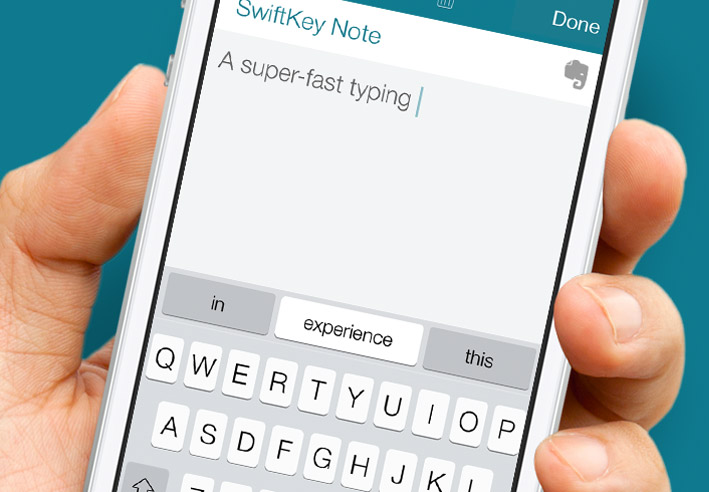 Done
SwiftKey Note
A super-fast typing
in experience this
Q W E R T Y U I O P
A S D F G H J K L
Z